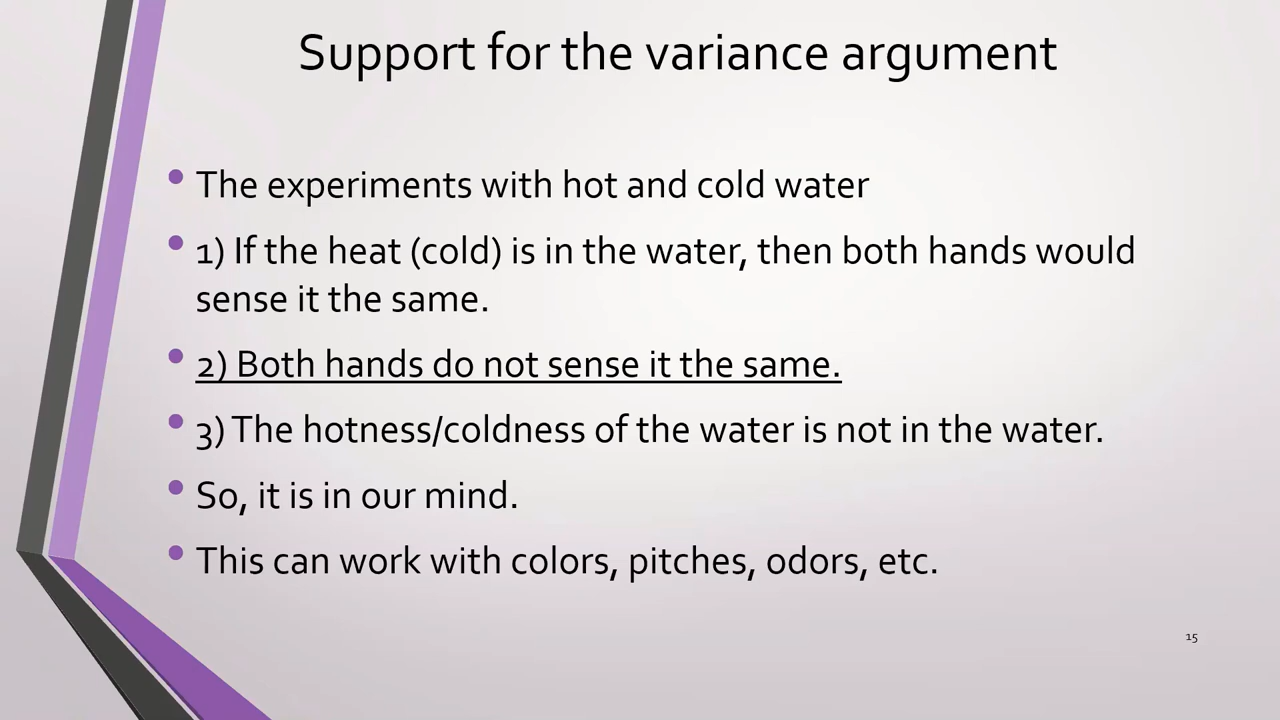 Support for the variance argument
• The experiments with hot and cold water
• 1) If the heat (cold) is in the water, then both hands would
sense it the same.
• 2) Both hands do not sense it the same.
• 3) The hotness/coldness of the water is not in the water.
• So, it is in our mind.
• This can work with colors, pitches, odors, etc.
15